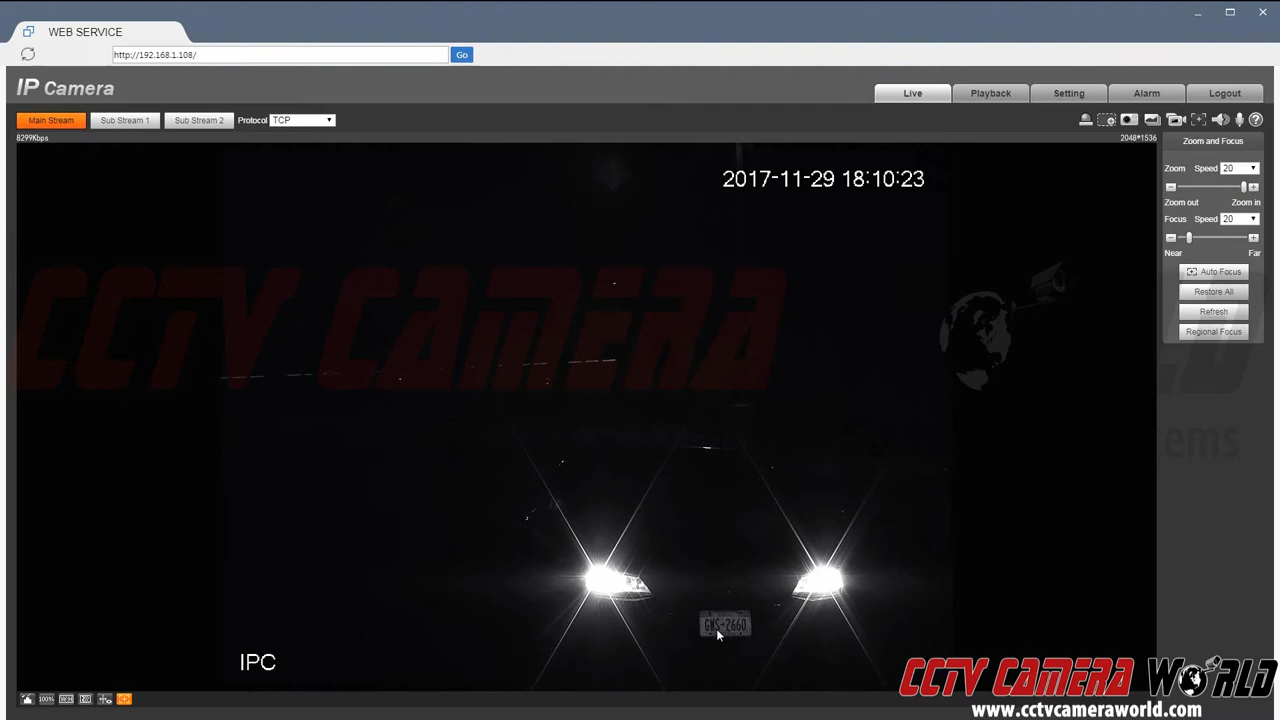 WEB SERVICE
http://192.168.1.108/
Go
IP Camera
Live
Playback
Setting
Alarm
Logout
Main Stream
Sub Stream 1
Sub Stream 2
Protocol
TCP
8299Kbps
2048*1536
Zoom and Focus
2017-11-29 18:10:23
Zoom
Speed
20
Zoom out
Zoom in
Focus
Speed
20
Near
Far
Auto Focus
Restore All
Refresh
Regional Focus
CCTV CAMERA
GWS-2660
IPC
100%
CCTV CAMERA WORLD
www.cctvcameraworld.com